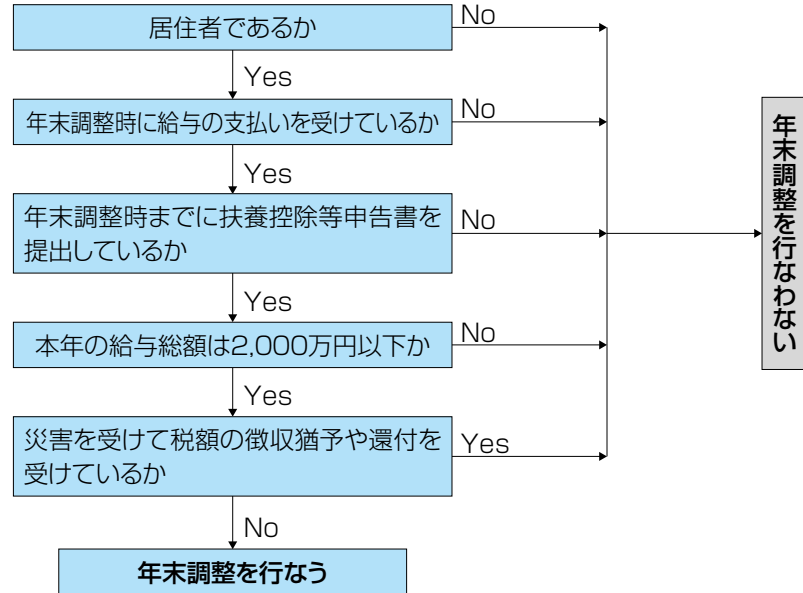 居住者であるか
No
Yes
年末調整時に給与の支払いを受けているか
No
Yes
年末調整時までに扶養控除等申告書を
提出しているか
No
Yes
本年の給与総額は2,000万円以下か
No
Yes
災害を受けて税額の徴収猶予や還付を
受けているか
Yes
No
年末調整を行なう
年末調整を行なわない